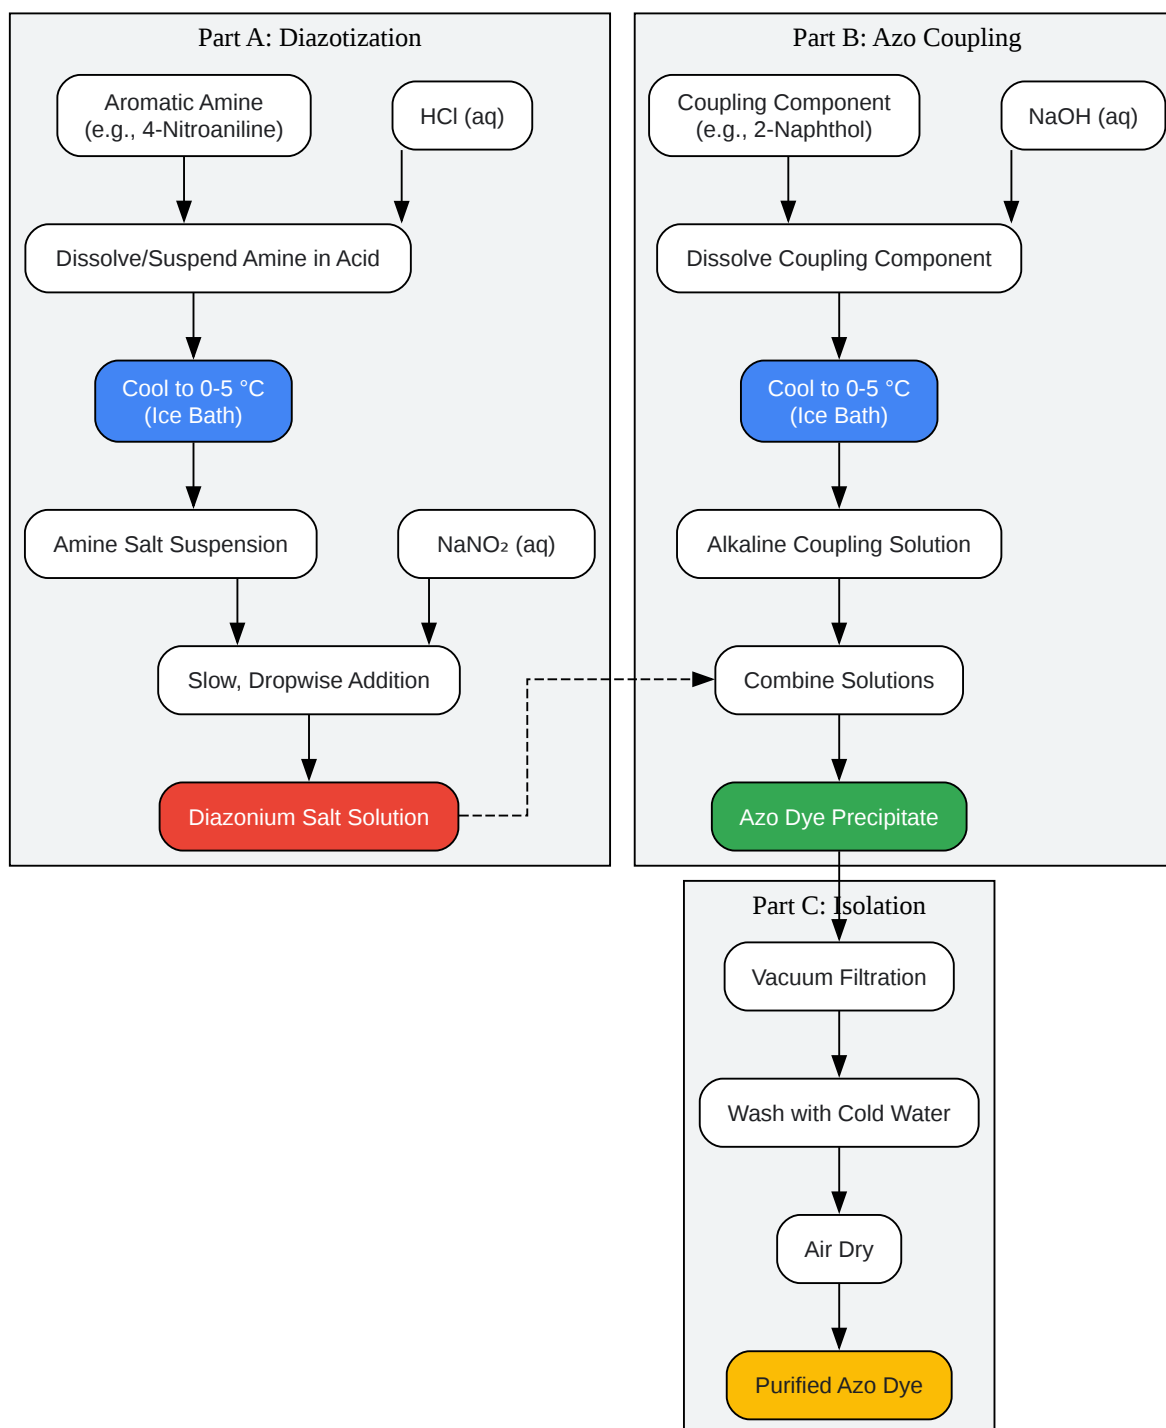 Part A: Diazotization
Aromatic Amine
(e.g., 4-Nitroaniline)
HCl (aq)
Dissolve/Suspend Amine in Acid
Cool to 0-5 °C
(Ice Bath)
Amine Salt Suspension
NaNO₂ (aq)
Slow, Dropwise Addition
Diazonium Salt Solution
Part B: Azo Coupling
Coupling Component
(e.g., 2-Naphthol)
NaOH (aq)
Dissolve Coupling Component
Cool to 0-5 °C
(Ice Bath)
Alkaline Coupling Solution
Combine Solutions
Azo Dye Precipitate
Part C: Isolation
Vacuum Filtration
Wash with Cold Water
Air Dry
Purified Azo Dye